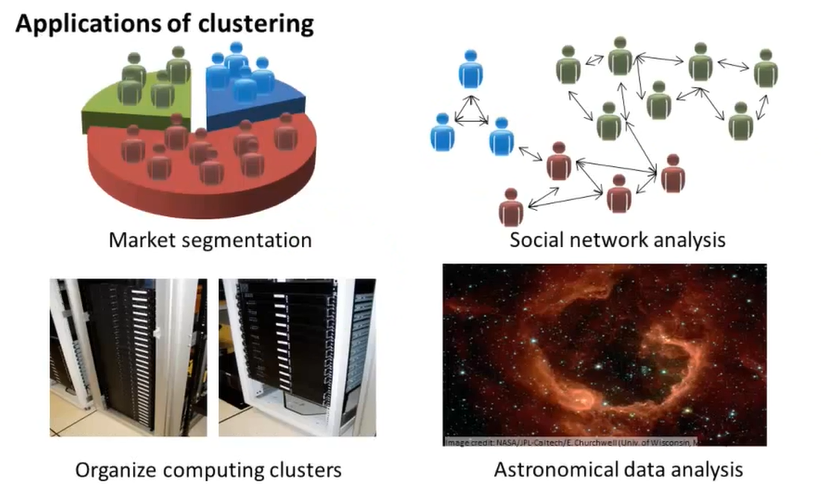 Applications of clustering
Market segmentation
Social network analysis
Image credit: NASA/JPL-Caltech/E. Churchwell (Univ. of Wisconsin,
Organize computing clusters
Astronomical data analysis